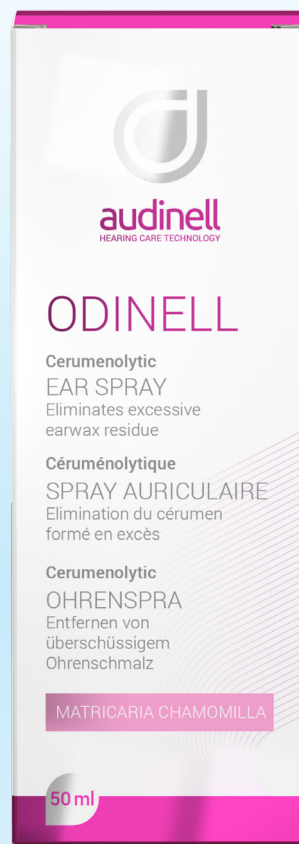 audinell
HEARING CARE TECHNOLOGY
ODINELL
Cerumenolytic
EAR SPRAY
Eliminates excessive
earwax residue
Céruménolytique
SPRAY AURICULAIRE
Elimination du cérumen
formé en excès
Cerumenolytic
OHRENSPRA
Entfernen von
überschüssigem
Ohrenschmalz
MATRICARIA CHAMOMILLA
50 ml